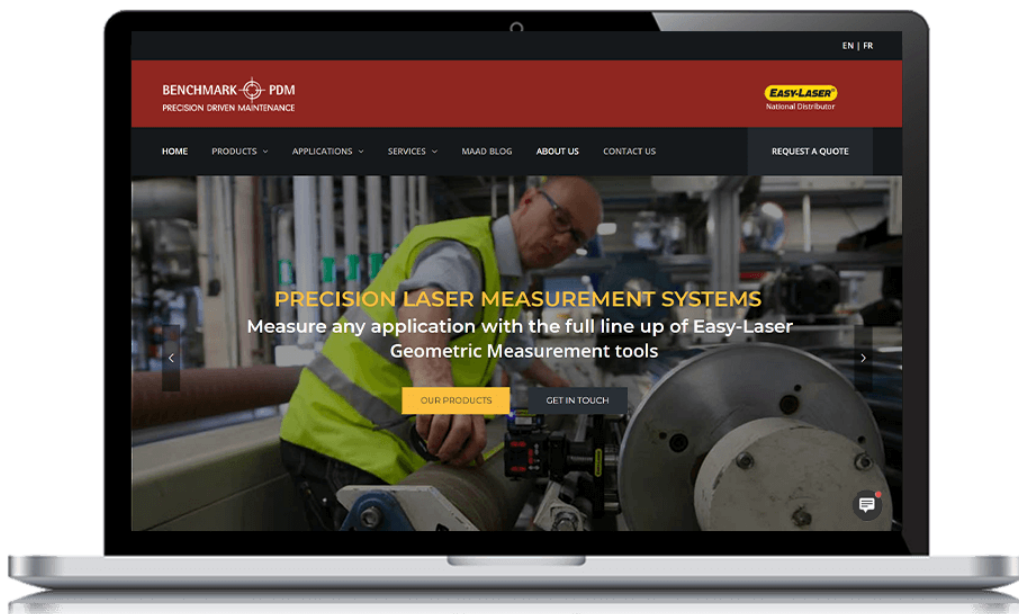 EN | FR
BENCHMARK PDM
PRECISION DRIVEN MAINTENANCE
EASY-LASER®
National Distributor
HOME PRODUCTS APPLICATIONS SERVICES MAAD BLOG ABOUT US CONTACT US REQUEST A QUOTE
PRECISION LASER MEASUREMENT SYSTEMS
Measure any application with the full line up of Easy-Laser
Geometric Measurement tools
OUR PRODUCTS GET IN TOUCH